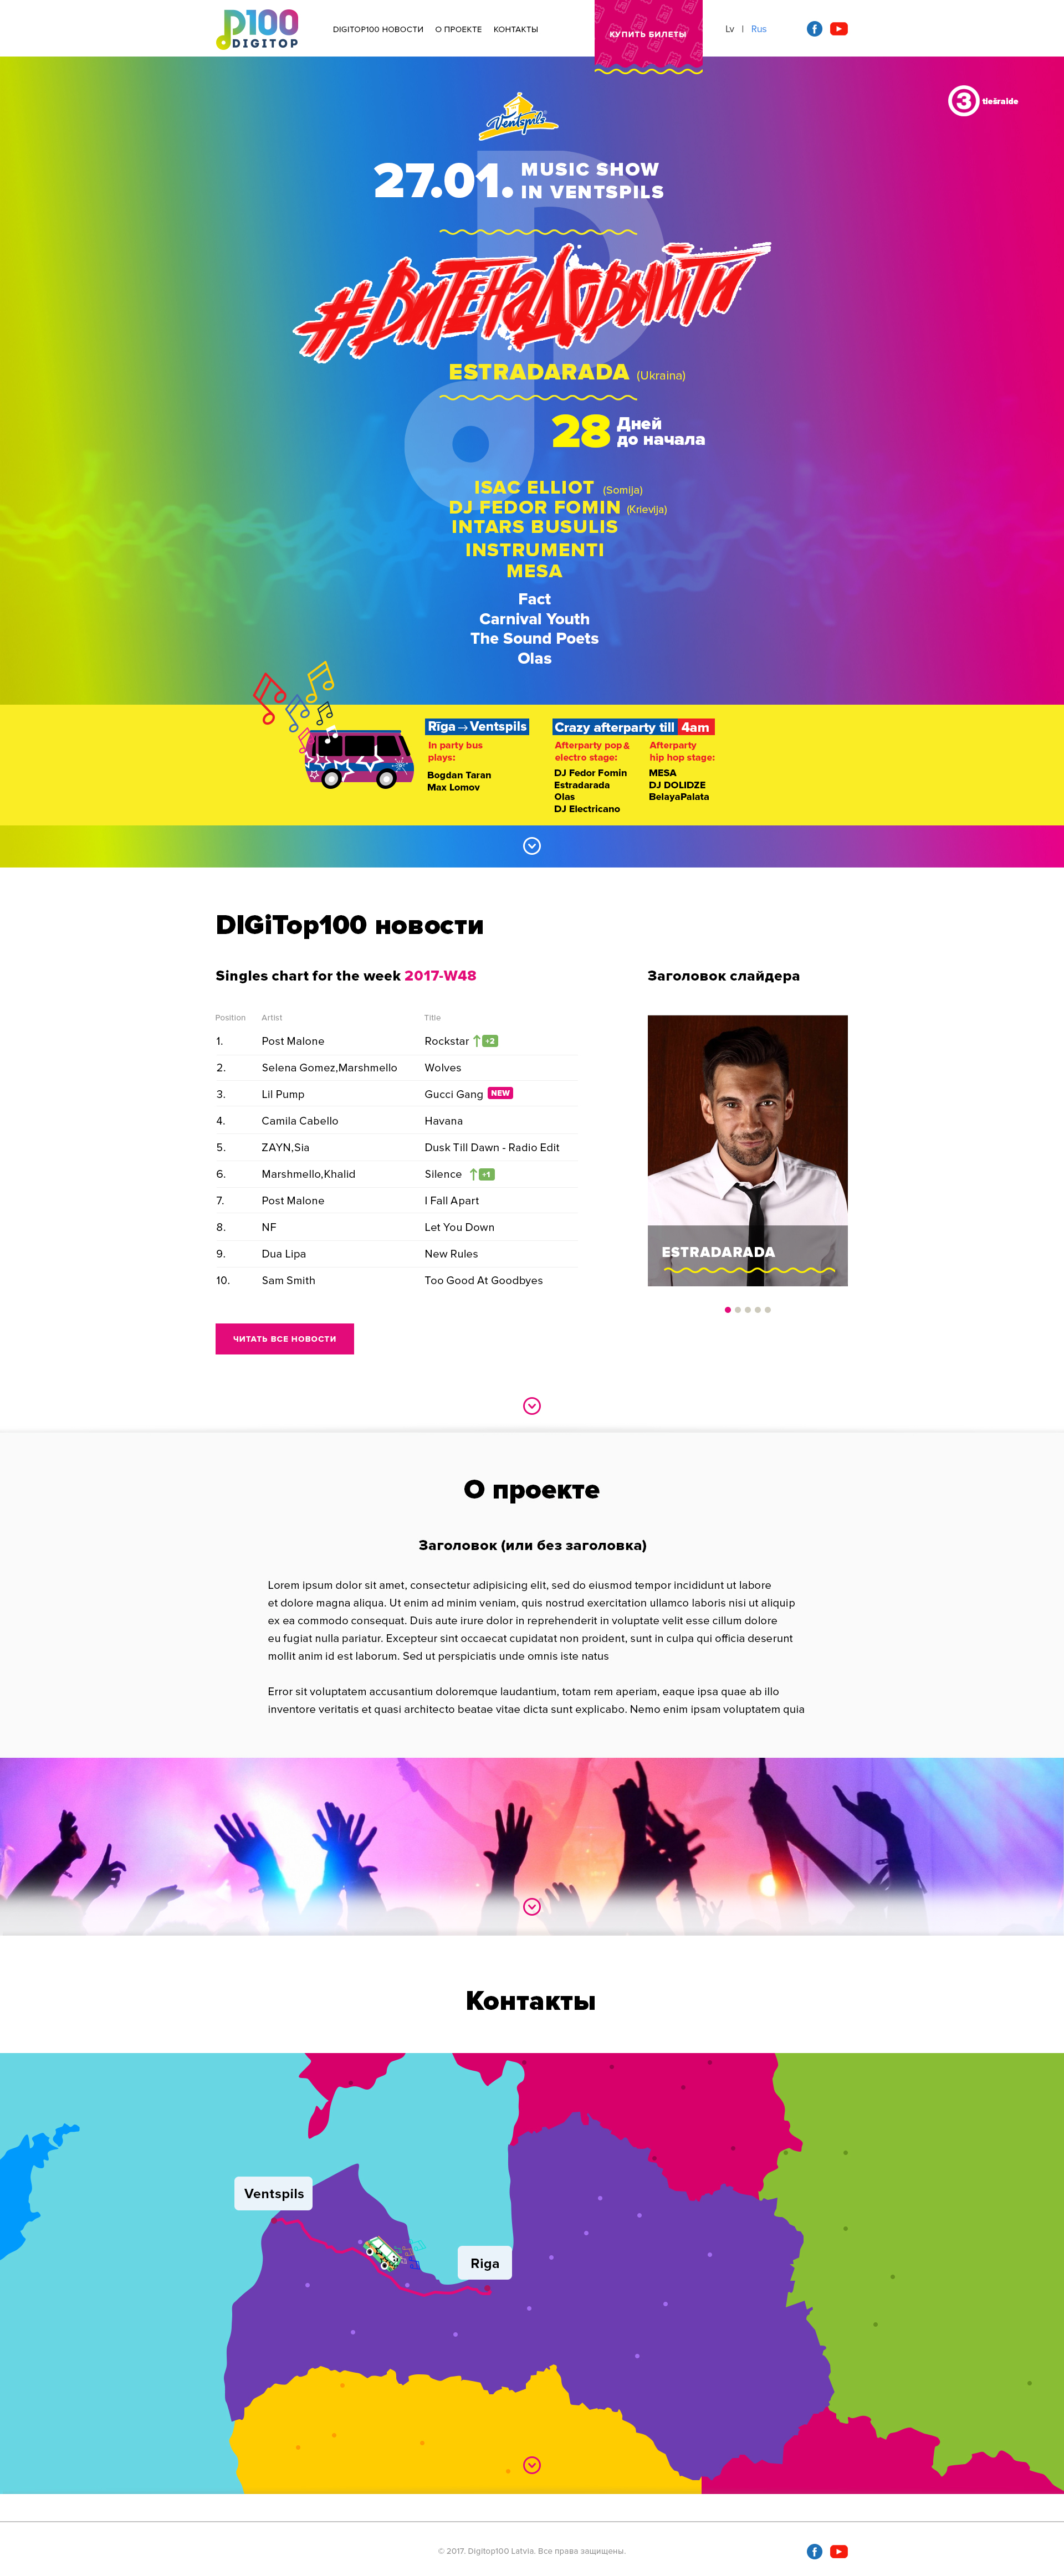 P100
DIGITOP
DIGITOP100 НОВОСТИ
О ПРОЕКТЕ
КОНТАКТЫ
КУПИТЬ БИЛЕТЫ
Lv | Rus
3 tiešraide
Ventspils
27.01. MUSIC SHOW
IN VENTSPILS
#ВИТЕНАДОВЫЙТИ
ESTRADARADA (Ukraina)
28 Дней
до начала
ISAC ELLIOT (Somija)
DJ FEDOR FOMIN (Krievija)
INTARS BUSULIS
INSTRUMENTI
MESA
Fact
Carnival Youth
The Sound Poets
Olas
Rīga→Ventspils
In party bus
plays:
Bogdan Taran
Max Lomov
Crazy afterparty till 4am
Afterparty pop &
electro stage:
DJ Fedor Fomin
Estradarada
Olas
DJ Electricano
Afterparty
hip hop stage:
MESA
DJ DOLIDZE
BelayaPalata
DIGiTop100 новости
Singles chart for the week 2017-W48
Position Artist Title
1. Post Malone Rockstar ↑ +2
2. Selena Gomez,Marshmello Wolves
3. Lil Pump Gucci Gang NEW
4. Camila Cabello Havana
5. ZAYN,Sia Dusk Till Dawn - Radio Edit
6. Marshmello,Khalid Silence ↑ +1
7. Post Malone I Fall Apart
8. NF Let You Down
9. Dua Lipa New Rules
10. Sam Smith Too Good At Goodbyes
ЧИТАТЬ ВСЕ НОВОСТИ
Заголовок слайдера
ESTRADARADA
О проекте
Заголовок (или без заголовка)
Lorem ipsum dolor sit amet, consectetur adipisicing elit, sed do eiusmod tempor incididunt ut labore
et dolore magna aliqua. Ut enim ad minim veniam, quis nostrud exercitation ullamco laboris nisi ut aliquip
ex ea commodo consequat. Duis aute irure dolor in reprehenderit in voluptate velit esse cillum dolore
eu fugiat nulla pariatur. Excepteur sint occaecat cupidatat non proident, sunt in culpa qui officia deserunt
mollit anim id est laborum. Sed ut perspiciatis unde omnis iste natus
Error sit voluptatem accusantium doloremque laudantium, totam rem aperiam, eaque ipsa quae ab illo
inventore veritatis et quasi architecto beatae vitae dicta sunt explicabo. Nemo enim ipsam voluptatem quia
Контакты
Ventspils
Riga
© 2017. Digitop100 Latvia. Все права защищены.